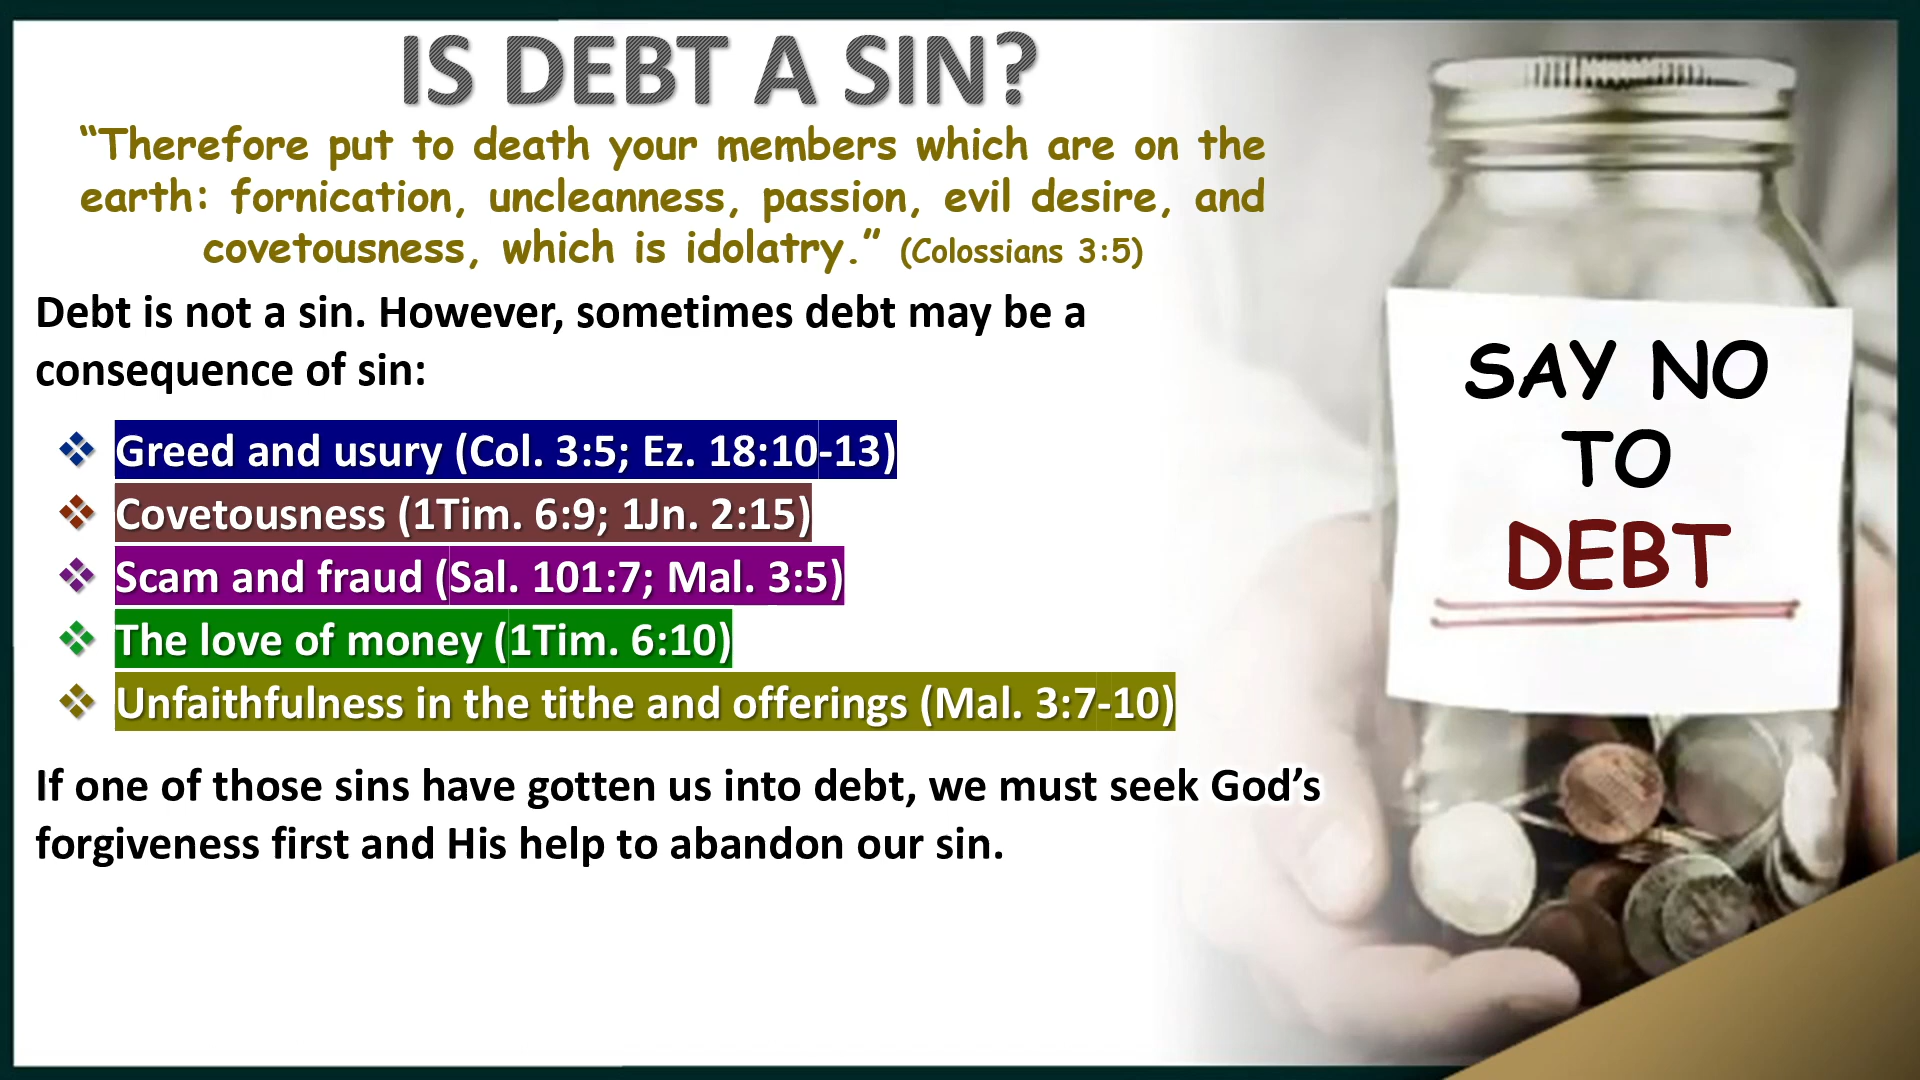 IS DEBT A SIN?
“Therefore put to death your members which are on the
earth: fornication, uncleanness, passion, evil desire, and
covetousness, which is idolatry.” (Colossians 3:5)
Debt is not a sin. However, sometimes debt may be a
consequence of sin:
Greed and usury (Col. 3:5; Ez. 18:10-13)
Covetousness (1Tim. 6:9; 1Jn. 2:15)
Scam and fraud (Sal. 101:7; Mal. 3:5)
The love of money (1Tim. 6:10)
Unfaithfulness in the tithe and offerings (Mal. 3:7-10)
If one of those sins have gotten us into debt, we must seek God’s
forgiveness first and His help to abandon our sin.
SAY NO
TO
DEBT